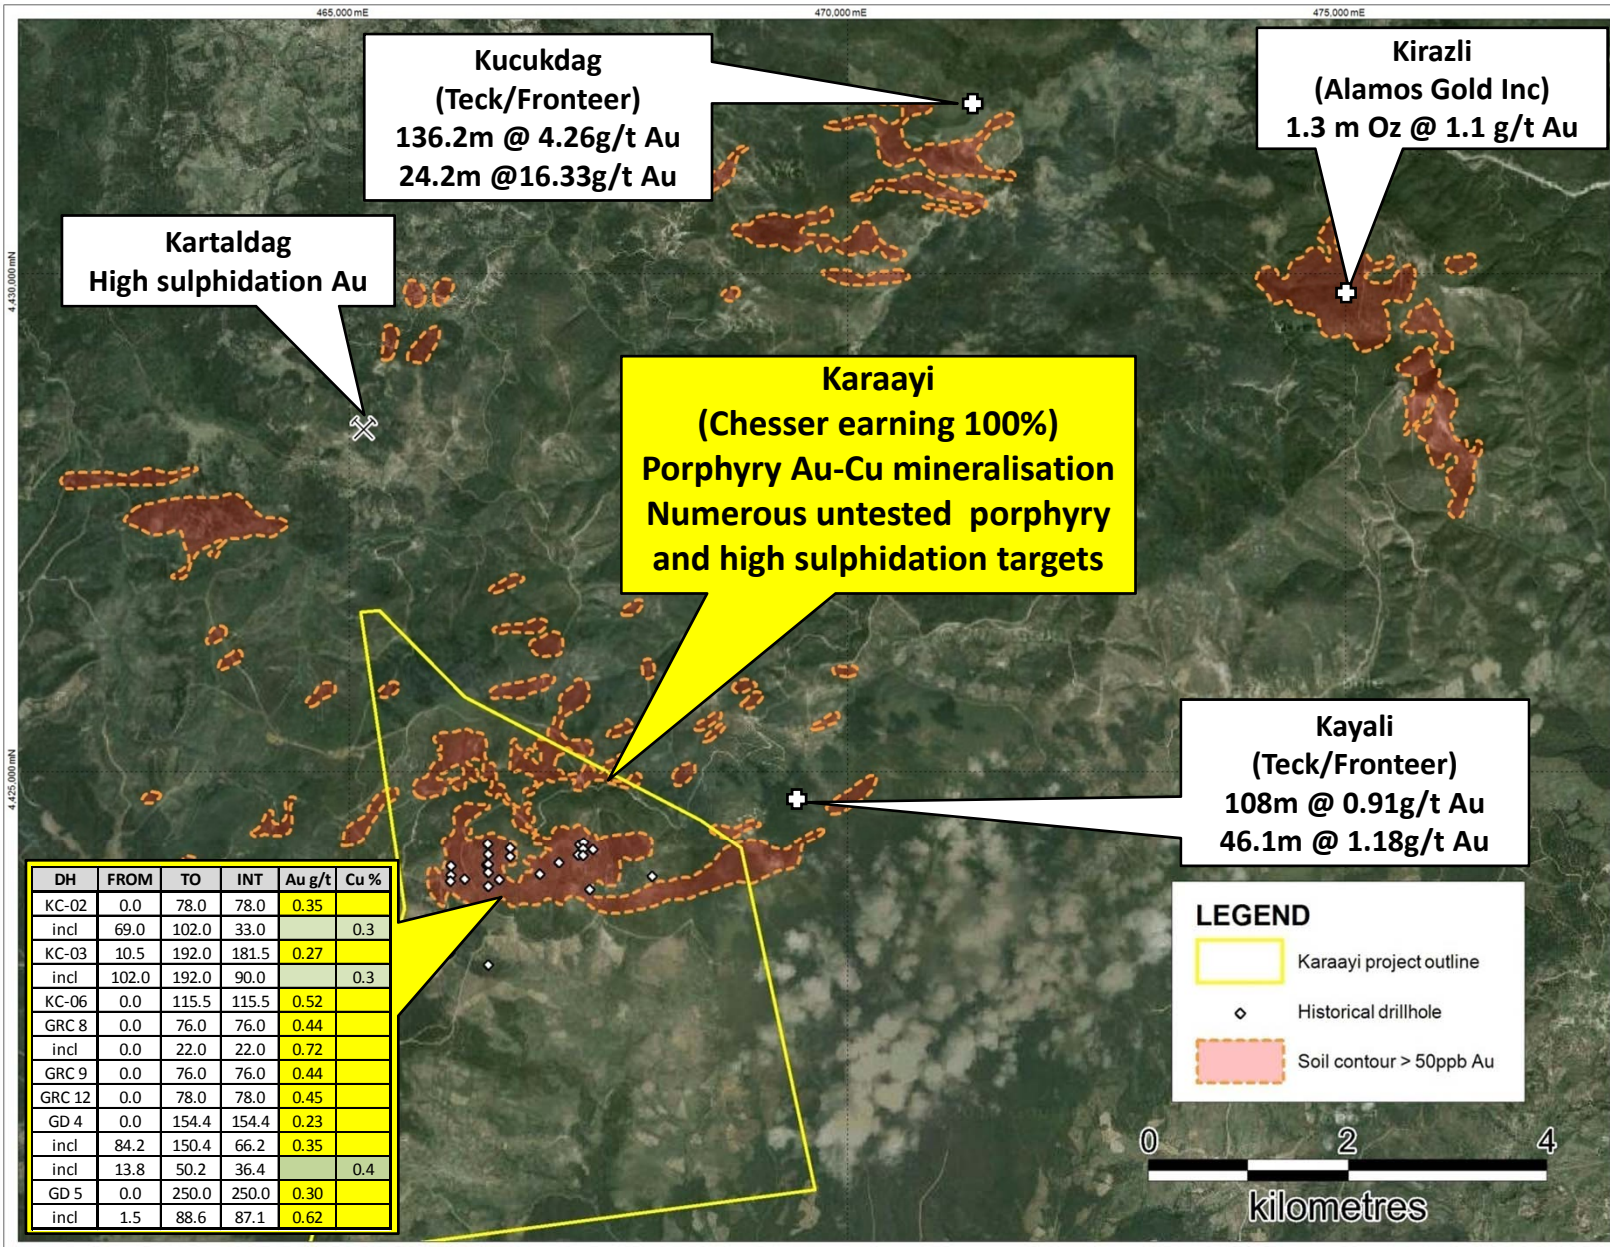 465,000mE
470,000mE
475,000mE
4,430,000mN
4,425,000mN
Kucukdag
(Teck/Fronteer)
136.2m @ 4.26g/t Au
24.2m @16.33g/t Au
Kirazli
(Alamos Gold Inc)
1.3 m Oz @ 1.1 g/t Au
Kartaldag
High sulphidation Au
Karaayi
(Chesser earning 100%)
Porphyry Au-Cu mineralisation
Numerous untested porphyry
and high sulphidation targets
Kayali
(Teck/Fronteer)
108m @ 0.91g/t Au
46.1m @ 1.18g/t Au
DH FROM TO INT Au g/t Cu %
KC-02 0.0 78.0 78.0 0.35
incl 69.0 102.0 33.0 0.3
KC-03 10.5 192.0 181.5 0.27
incl 102.0 192.0 90.0 0.3
KC-06 0.0 115.5 115.5 0.52
GRC 8 0.0 76.0 76.0 0.44
incl 0.0 22.0 22.0 0.72
GRC 9 0.0 76.0 76.0 0.44
GRC 12 0.0 78.0 78.0 0.45
GD 4 0.0 154.4 154.4 0.23
incl 84.2 150.4 66.2 0.35
incl 13.8 50.2 36.4 0.4
GD 5 0.0 250.0 250.0 0.30
incl 1.5 88.6 87.1 0.62
LEGEND
Karaayi project outline
Historical drillhole
Soil contour > 50ppb Au
0 2 4
kilometres